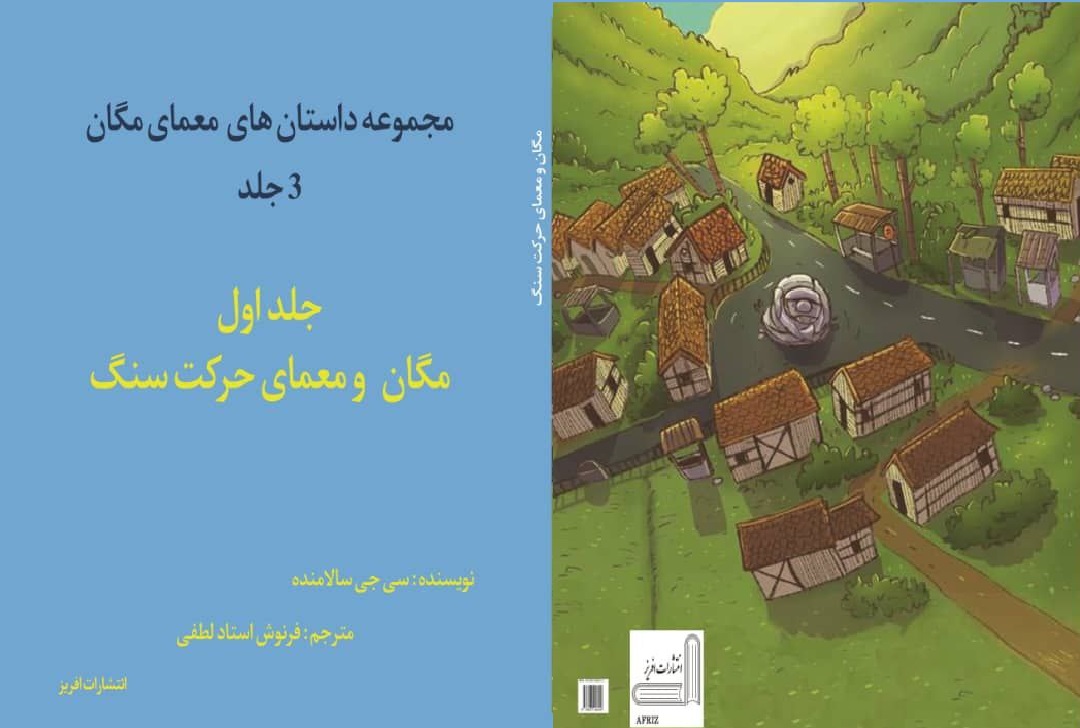 مجموعه داستان های معمای مگان
3 جلد
جلد اول
مگان و معمای حرکت سنگ
نویسنده: سی جی سالامنده
مترجم: فرنوش استاد لطفی
انتشارات افریز
مگان و معمای حرکت سنگ
انتشارات افریز
AFRIZ